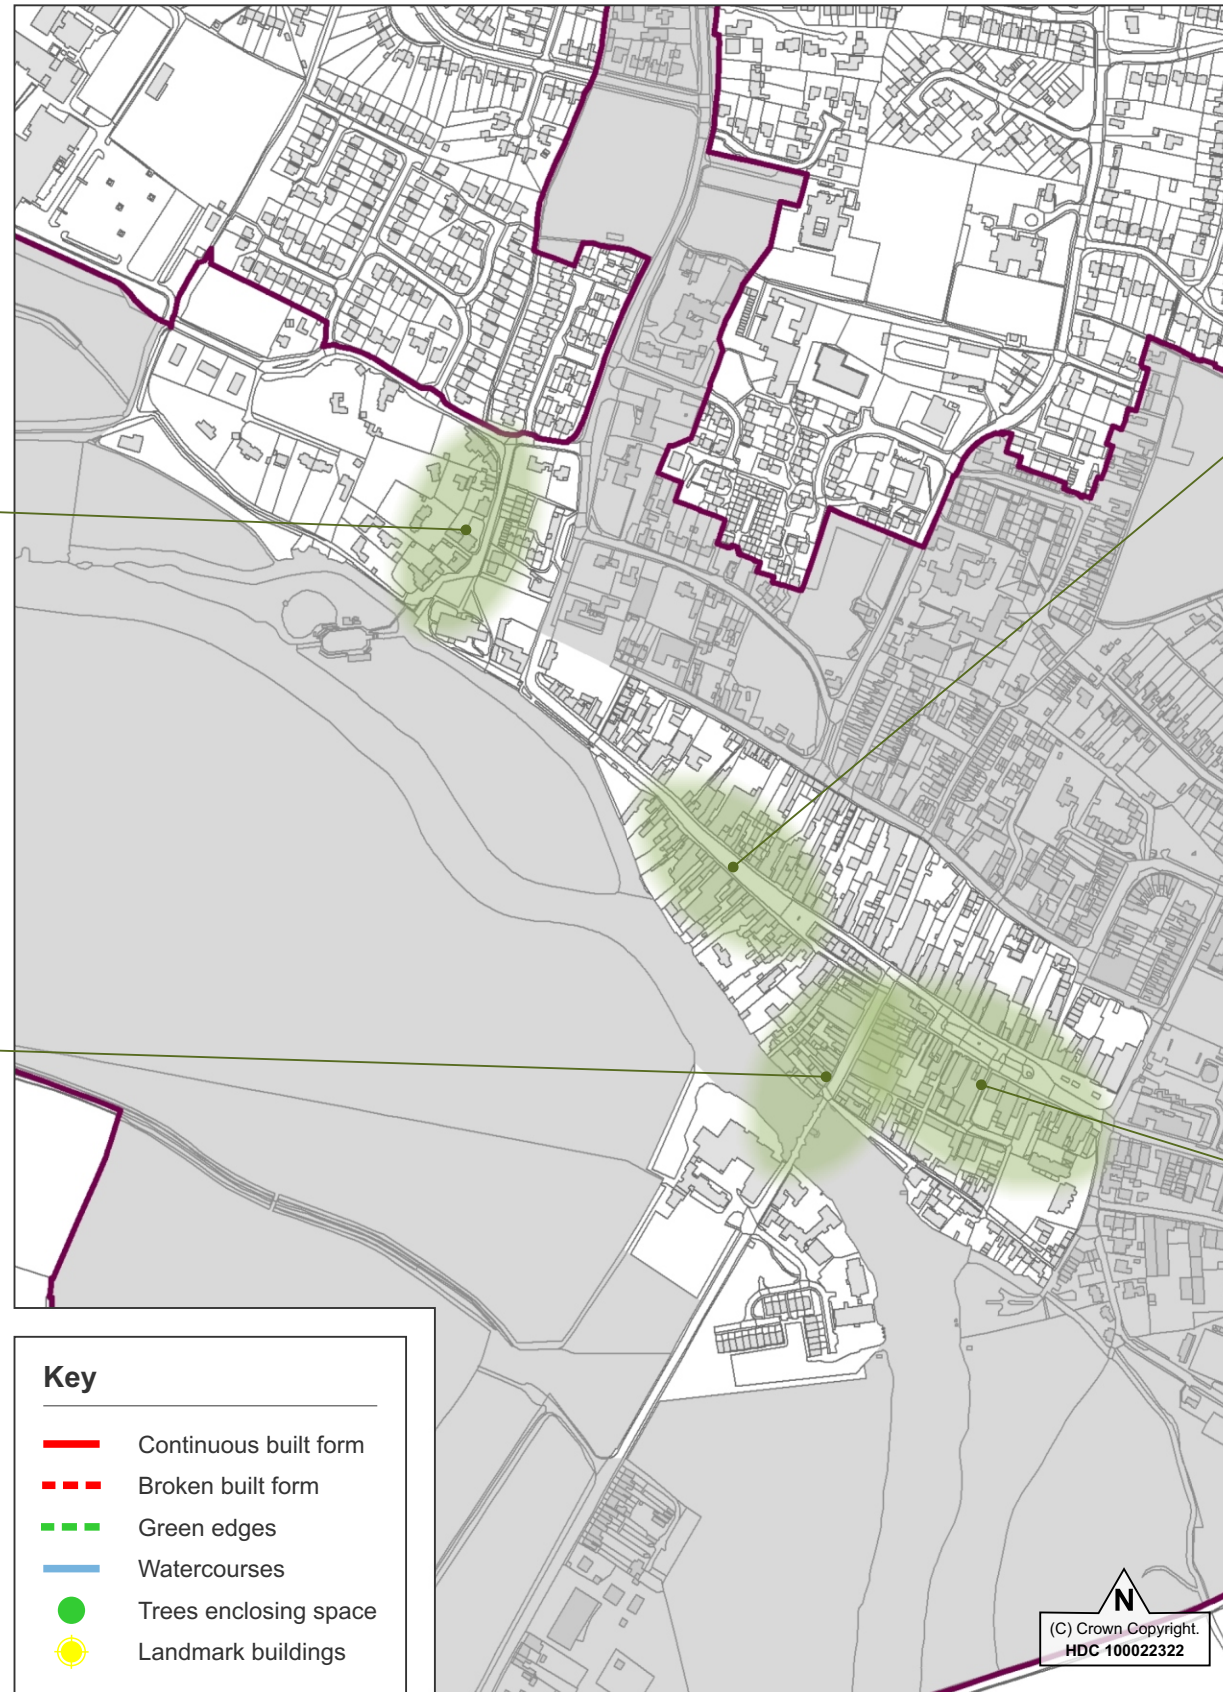 Key
Continuous built form
Broken built form
Green edges
Watercourses
Trees enclosing space
Landmark buildings
N
(C) Crown Copyright.
HDC 100022322